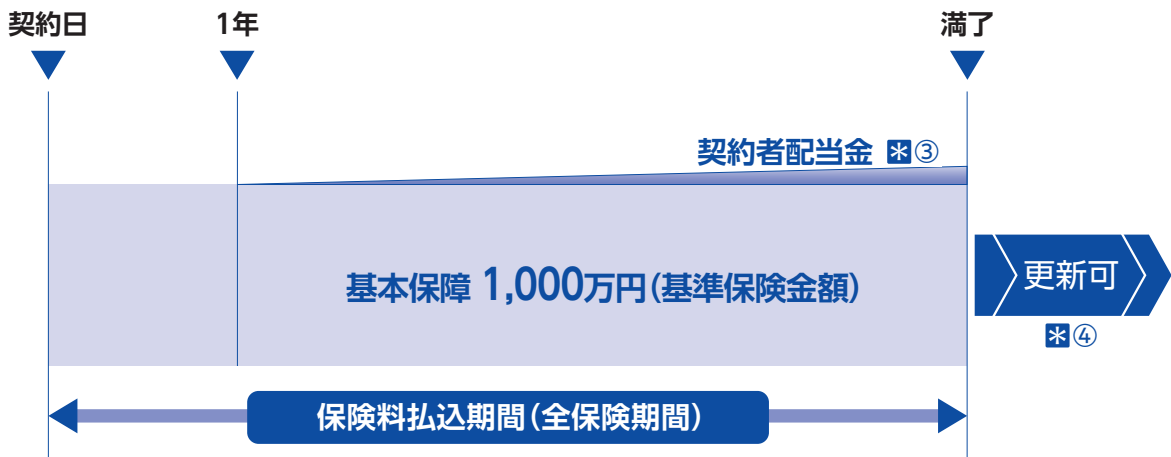 契約日 1年 満了
契約者配当金 *③
基本保障 1,000万円(基準保険金額)
更新可
*④
保険料払込期間(全保険期間)